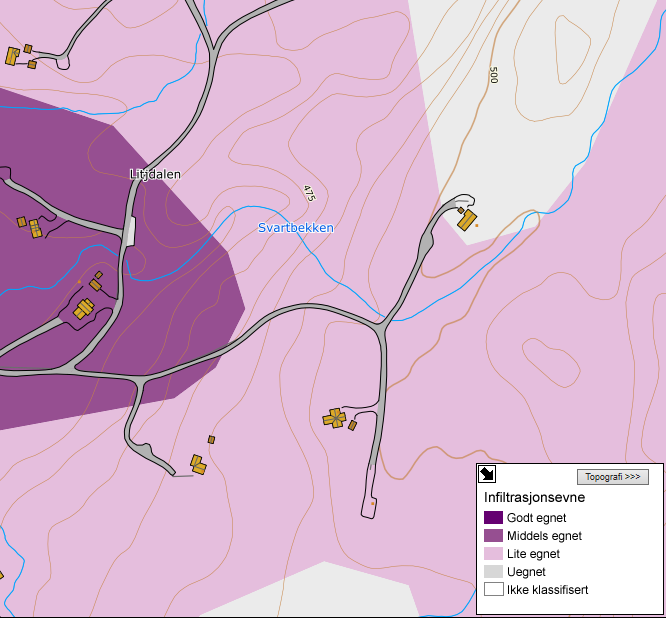 500
Litjdalen
475
Svartbekken
Topografi >>>
Infiltrasjonsevne
Godt egnet
Middels egnet
Lite egnet
Uegnet
Ikke klassifisert